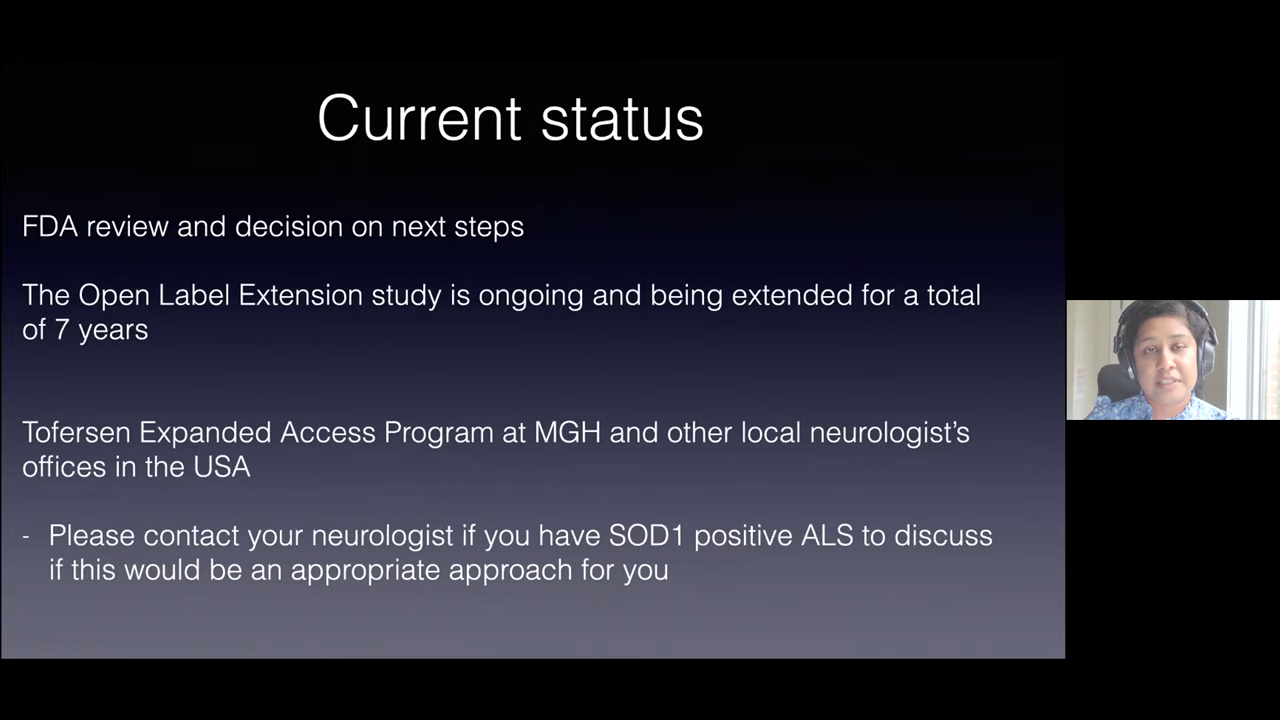 Current status
FDA review and decision on next steps
The Open Label Extension study is ongoing and being extended for a total
of 7 years
Tofersen Expanded Access Program at MGH and other local neurologist's
offices in the USA
- Please contact your neurologist if you have SOD1 positive ALS to discuss
if this would be an appropriate approach for you